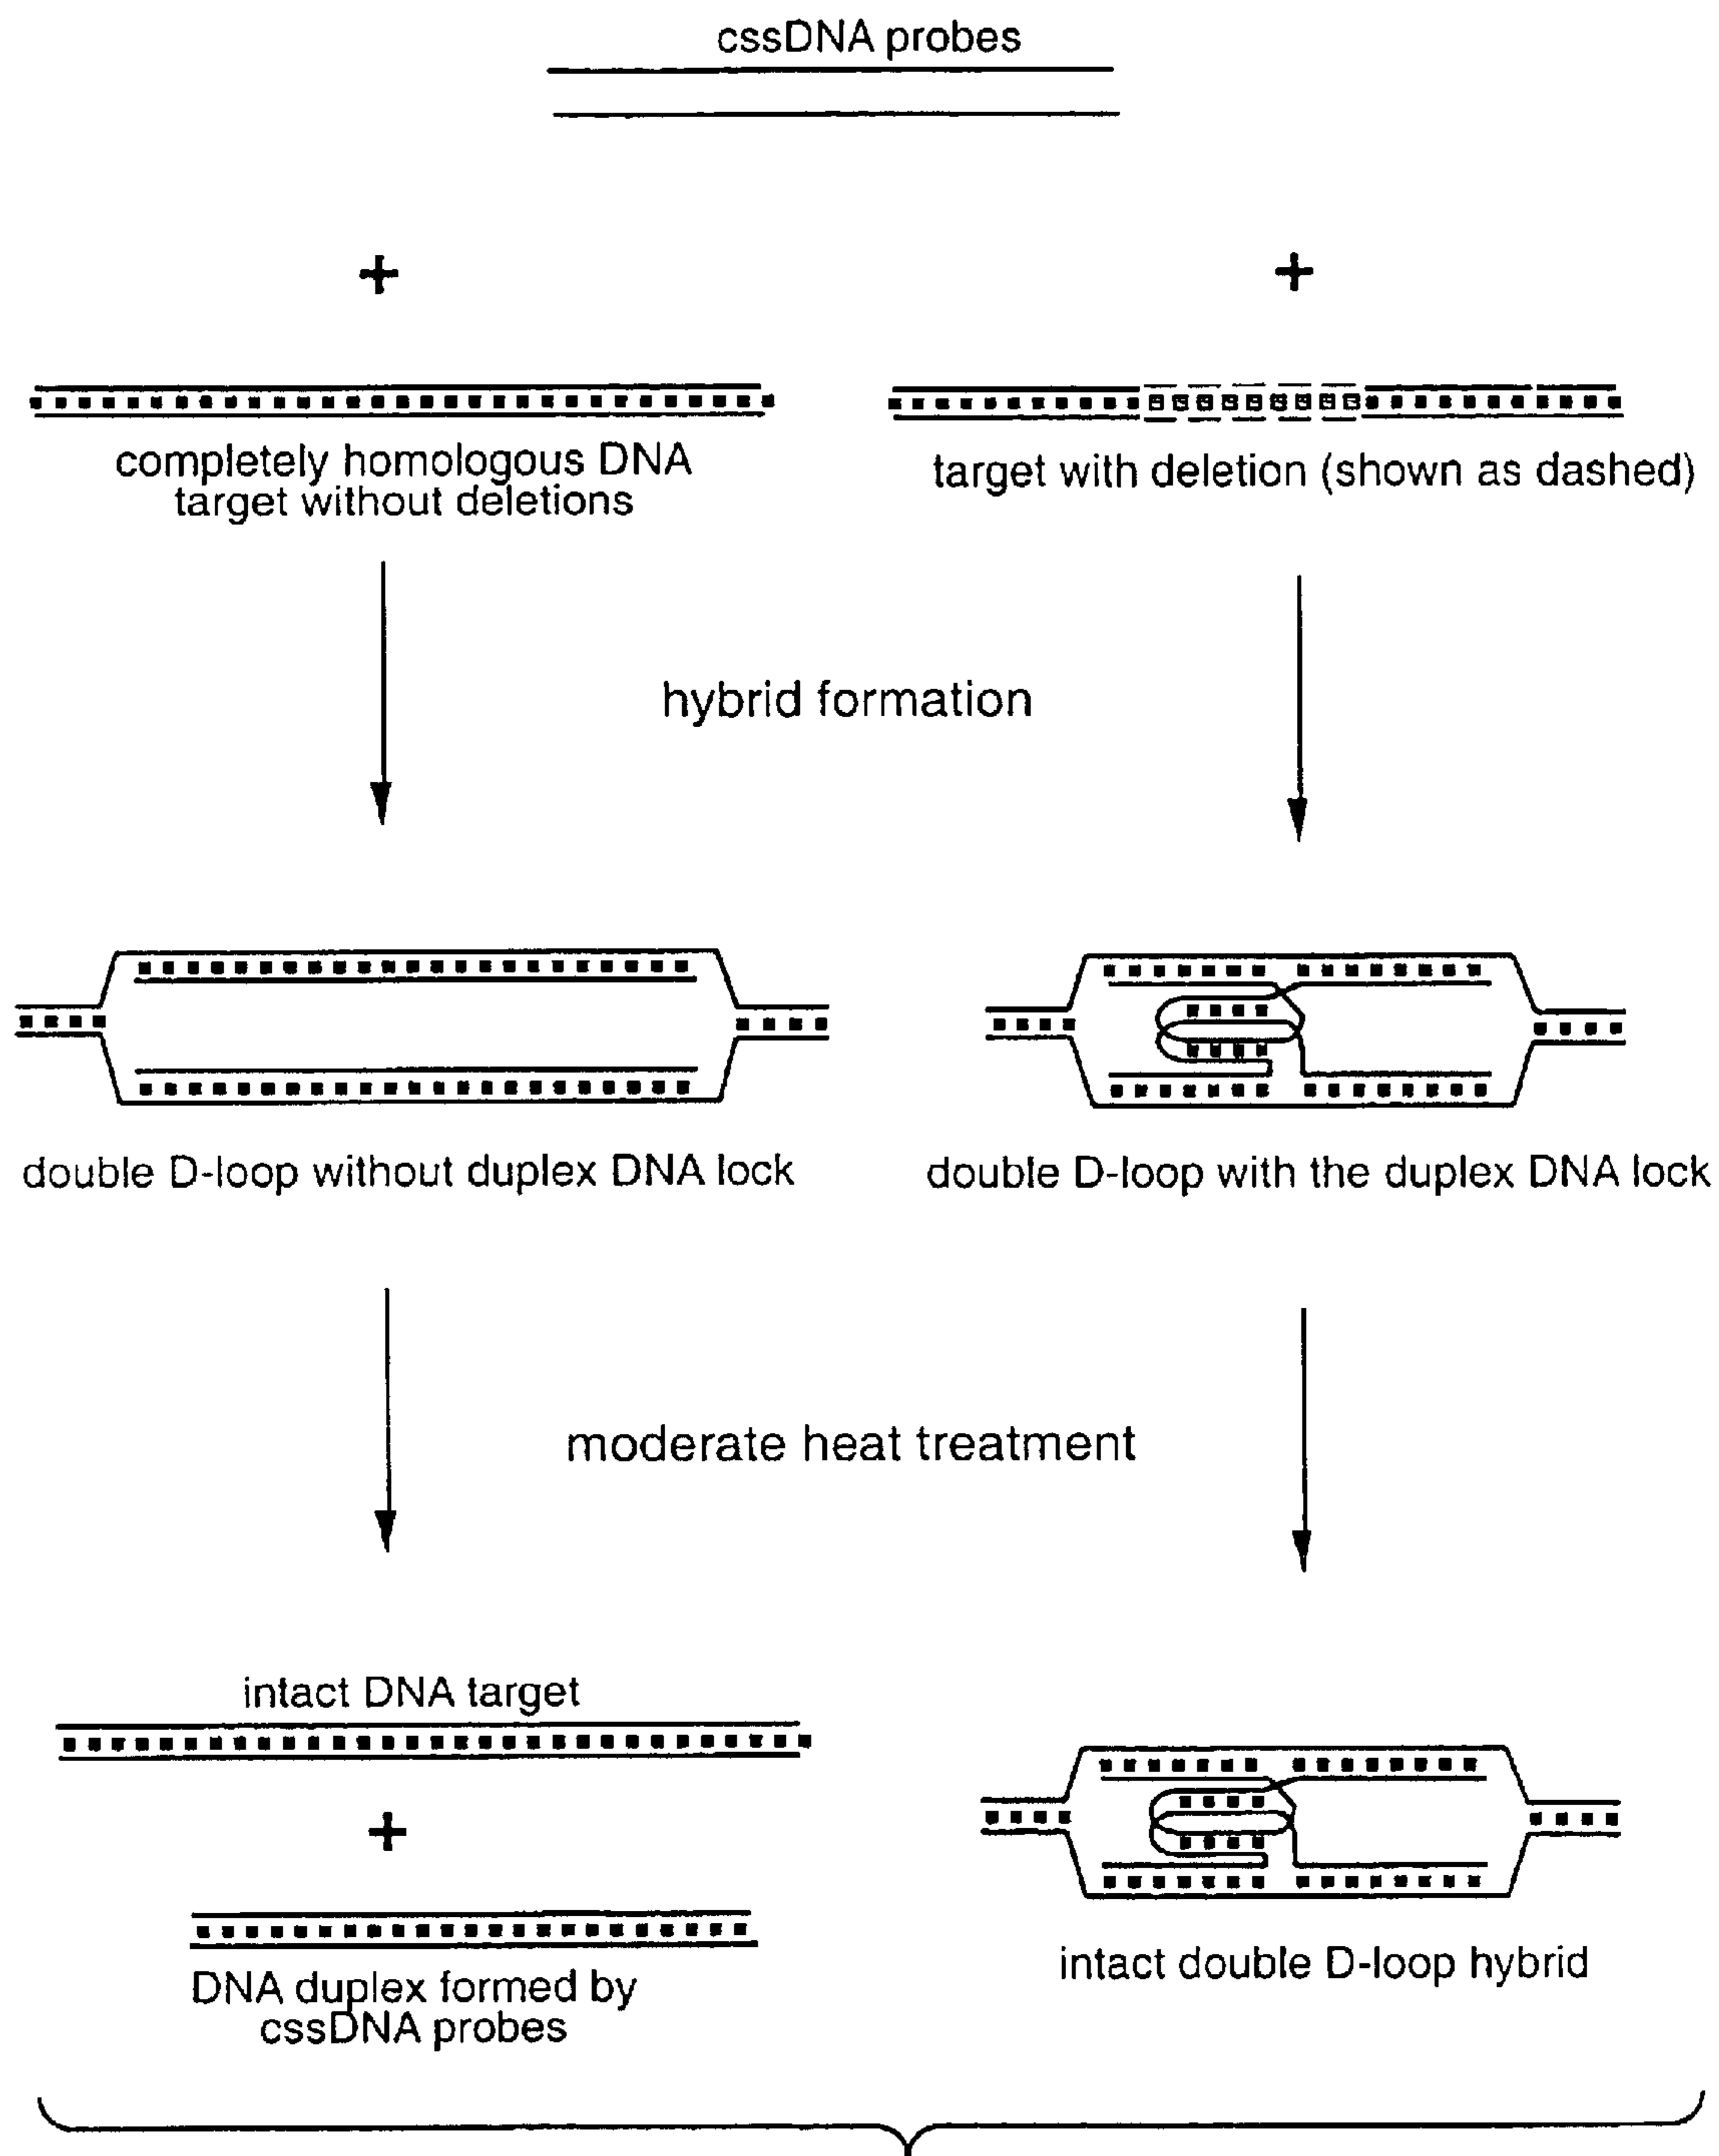 cssDNA probes
+
+
completely homologous DNA
target without deletions
target with deletion (shown as dashed)
hybrid formation
double D-loop without duplex DNA lock
double D-loop with the duplex DNA lock
moderate heat treatment
intact DNA target
+
DNA duplex formed by
cssDNA probes
intact double D-loop hybrid